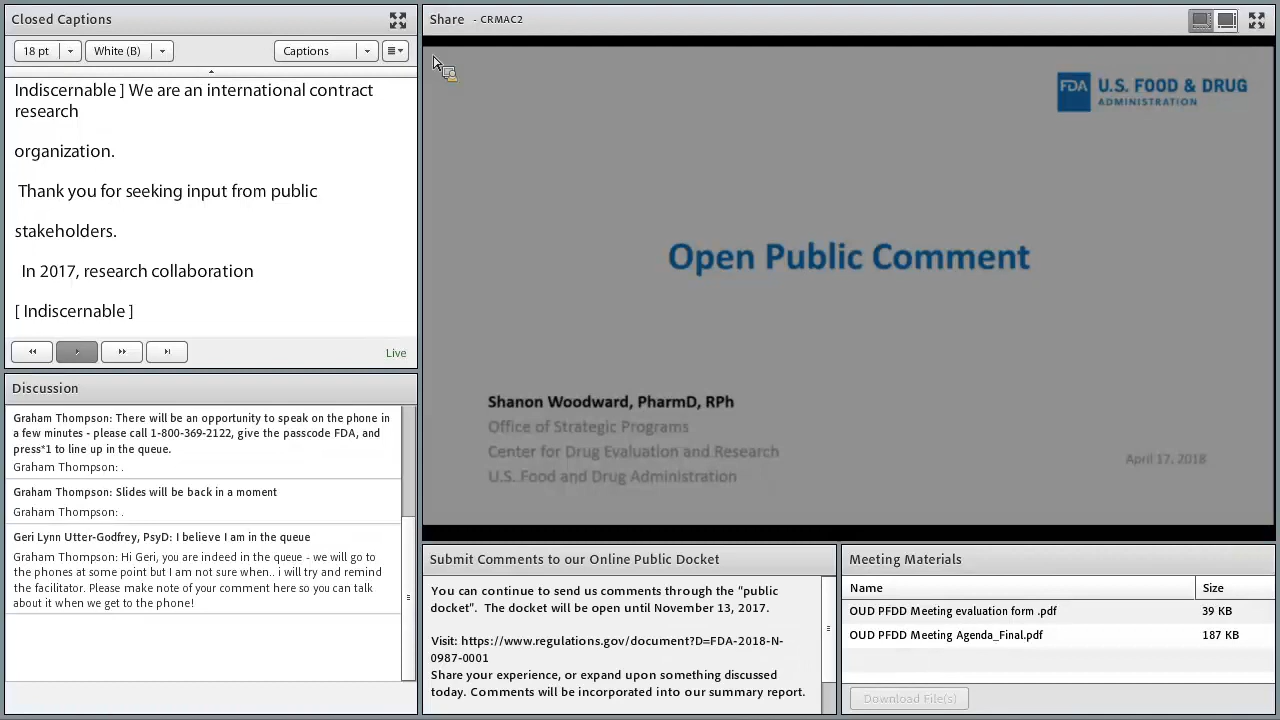 Closed Captions
18 pt
White (B)
Captions
Indiscernable ] We are an international contract
research
organization.
Thank you for seeking input from public
stakeholders.
In 2017, research collaboration
[ Indiscernable ]
Live
Discussion
Graham Thompson: There will be an opportunity to speak on the phone in
a few minutes - please call 1-800-369-2122, give the passcode FDA, and
press*1 to line up in the queue.
Graham Thompson: .
Graham Thompson: Slides will be back in a moment
Graham Thompson: .
Geri Lynn Utter-Godfrey, PsyD: I believe I am in the queue
Graham Thompson: Hi Geri, you are indeed in the queue - we will go to
the phones at some point but I am not sure when.. i will try and remind
the facilitator. Please make note of your comment here so you can talk
about it when we get to the phone!
Share - CRMAC2
FDA
U.S. FOOD & DRUG
ADMINISTRATION
Open Public Comment
Shanon Woodward, PharmD, RPh
Office of Strategic Programs
Center for Drug Evaluation and Research
U.S. Food and Drug Administration
April 17, 2018
Submit Comments to our Online Public Docket
You can continue to send us comments through the "public
docket". The docket will be open until November 13, 2017.
Visit: https://www.regulations.gov/document?D=FDA-2018-N-
0987-0001
Share your experience, or expand upon something discussed
today. Comments will be incorporated into our summary report.
Meeting Materials
Name Size
OUD PFDD Meeting evaluation form .pdf 39 KB
OUD PFDD Meeting Agenda_Final.pdf 187 KB
Download File(s)